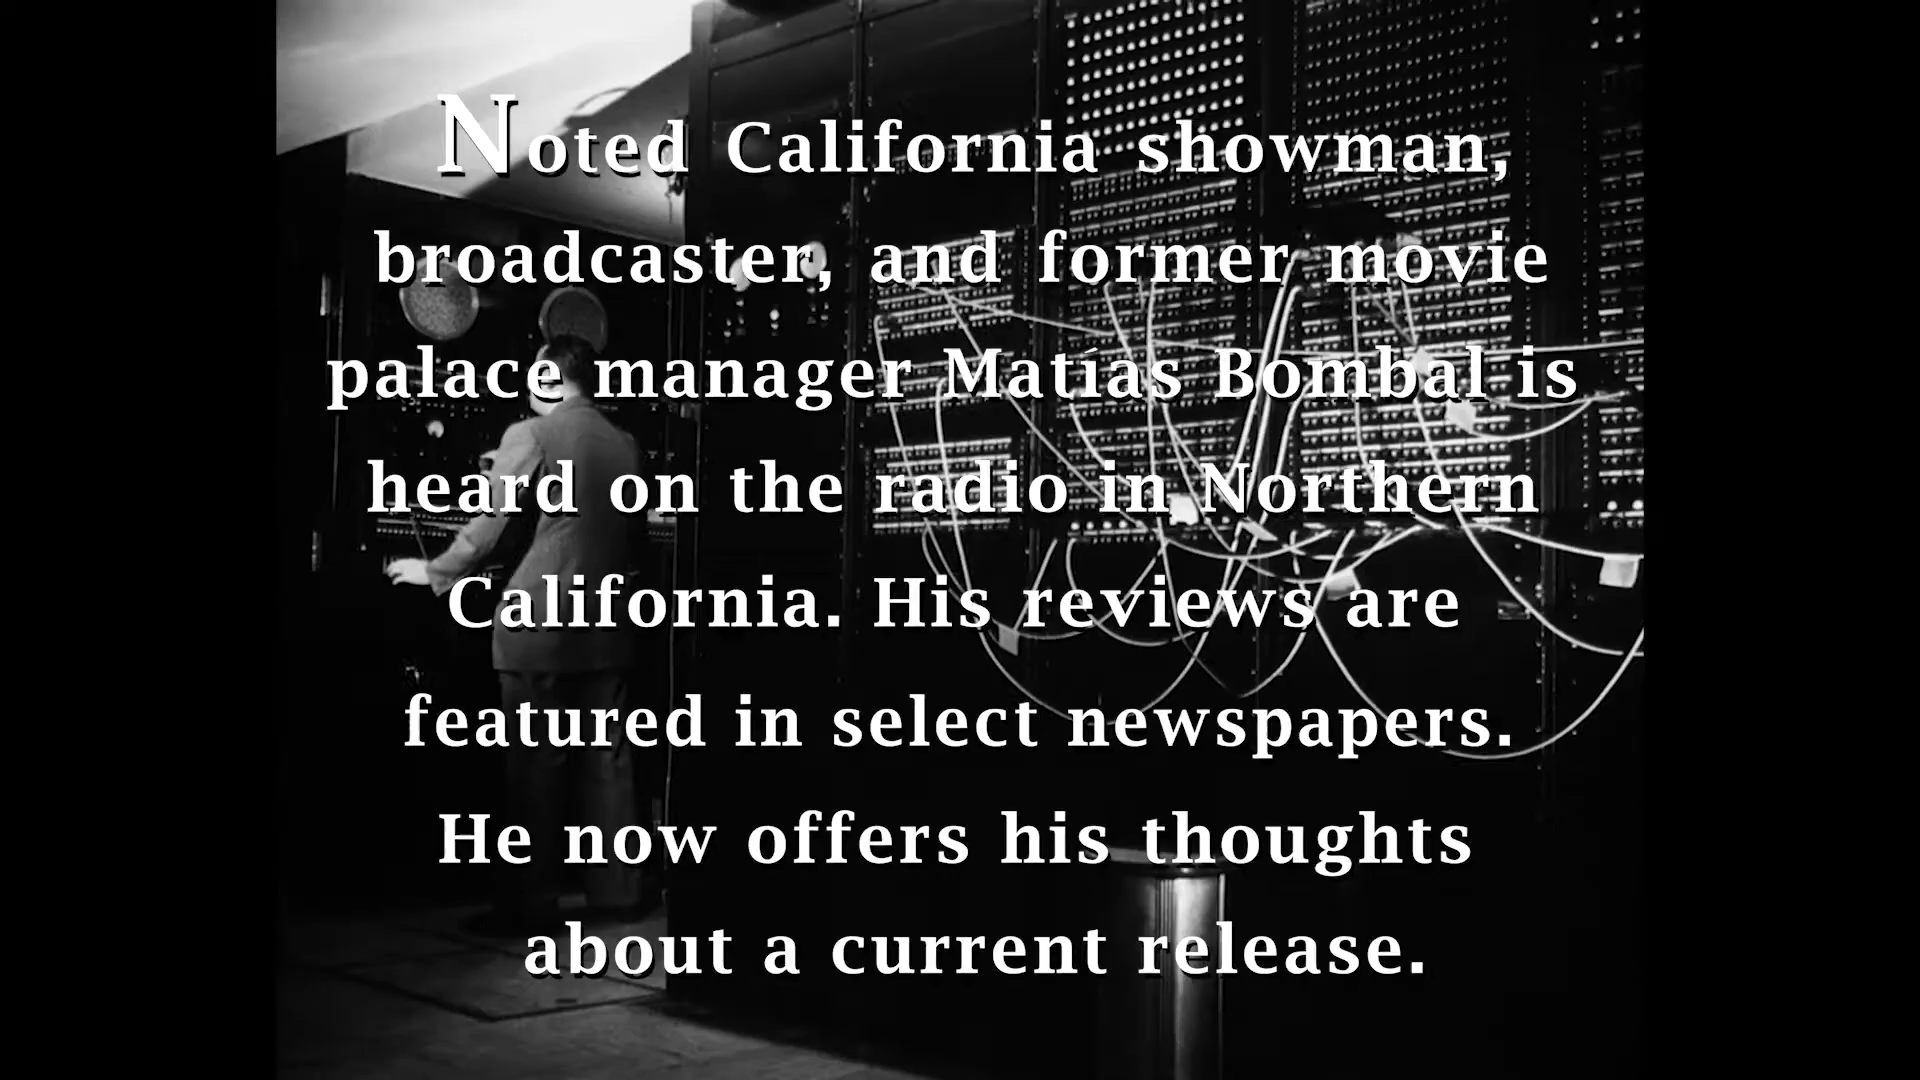 Noted California showman,
broadcaster, and former movie
palace manager Matías Bombal is
heard on the radio in Northern
California. His reviews are
featured in select newspapers.
He now offers his thoughts
about a current release.